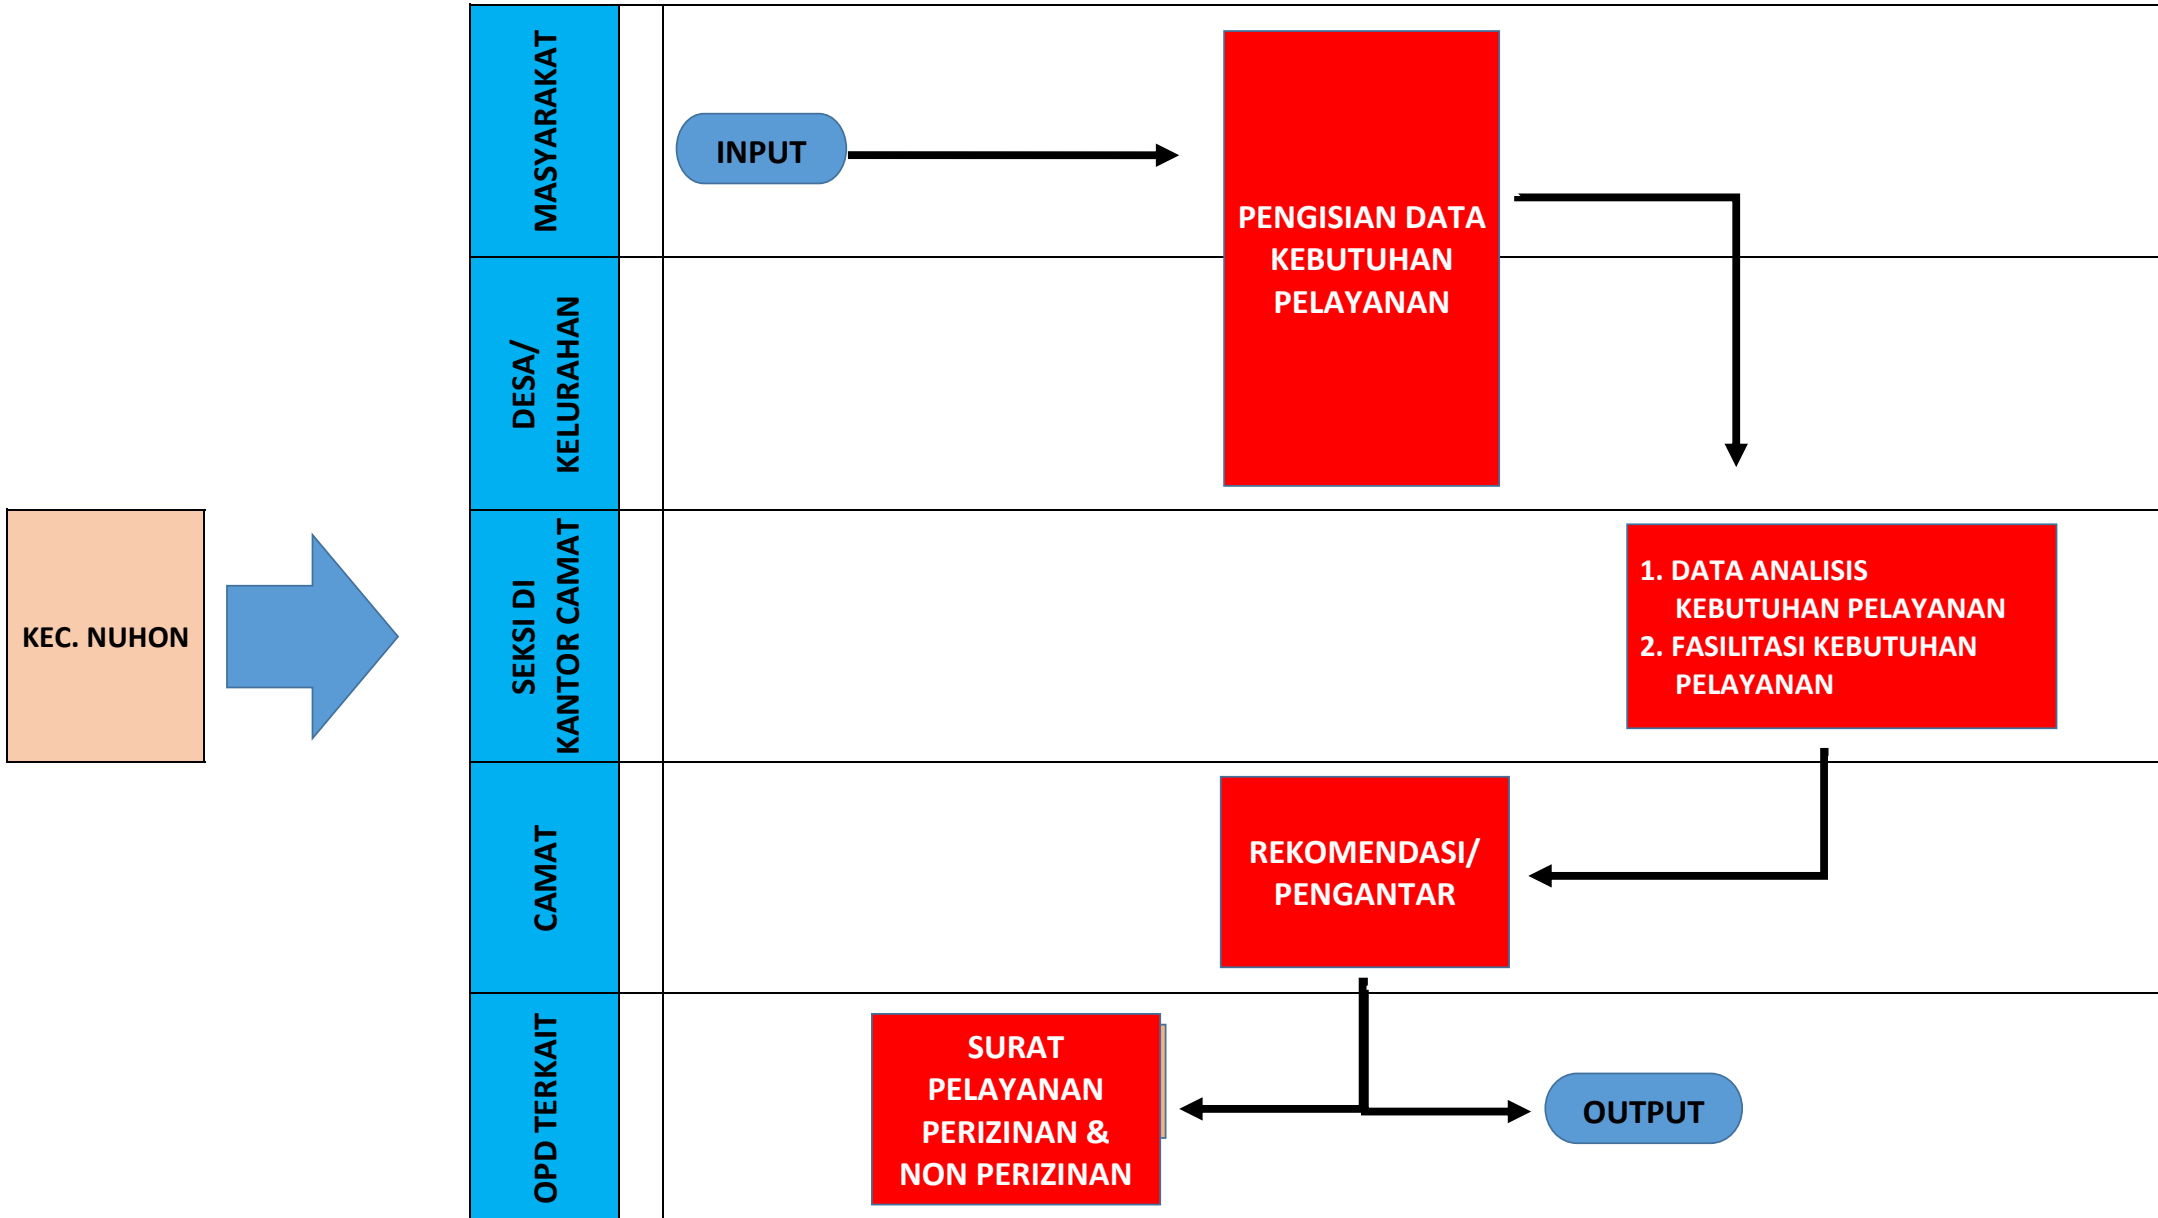 MASYARAKAT
INPUT
PENGISIAN DATA
KEBUTUHAN
PELAYANAN
DESA/
KELURAHAN
KEC. NUHON
SEKSI DI
KANTOR CAMAT
1. DATA ANALISIS
KEBUTUHAN PELAYANAN
2. FASILITASI KEBUTUHAN
PELAYANAN
CAMAT
REKOMENDASI/
PENGANTAR
OPD TERKAIT
SURAT
PELAYANAN
PERIZINAN &
NON PERIZINAN
OUTPUT